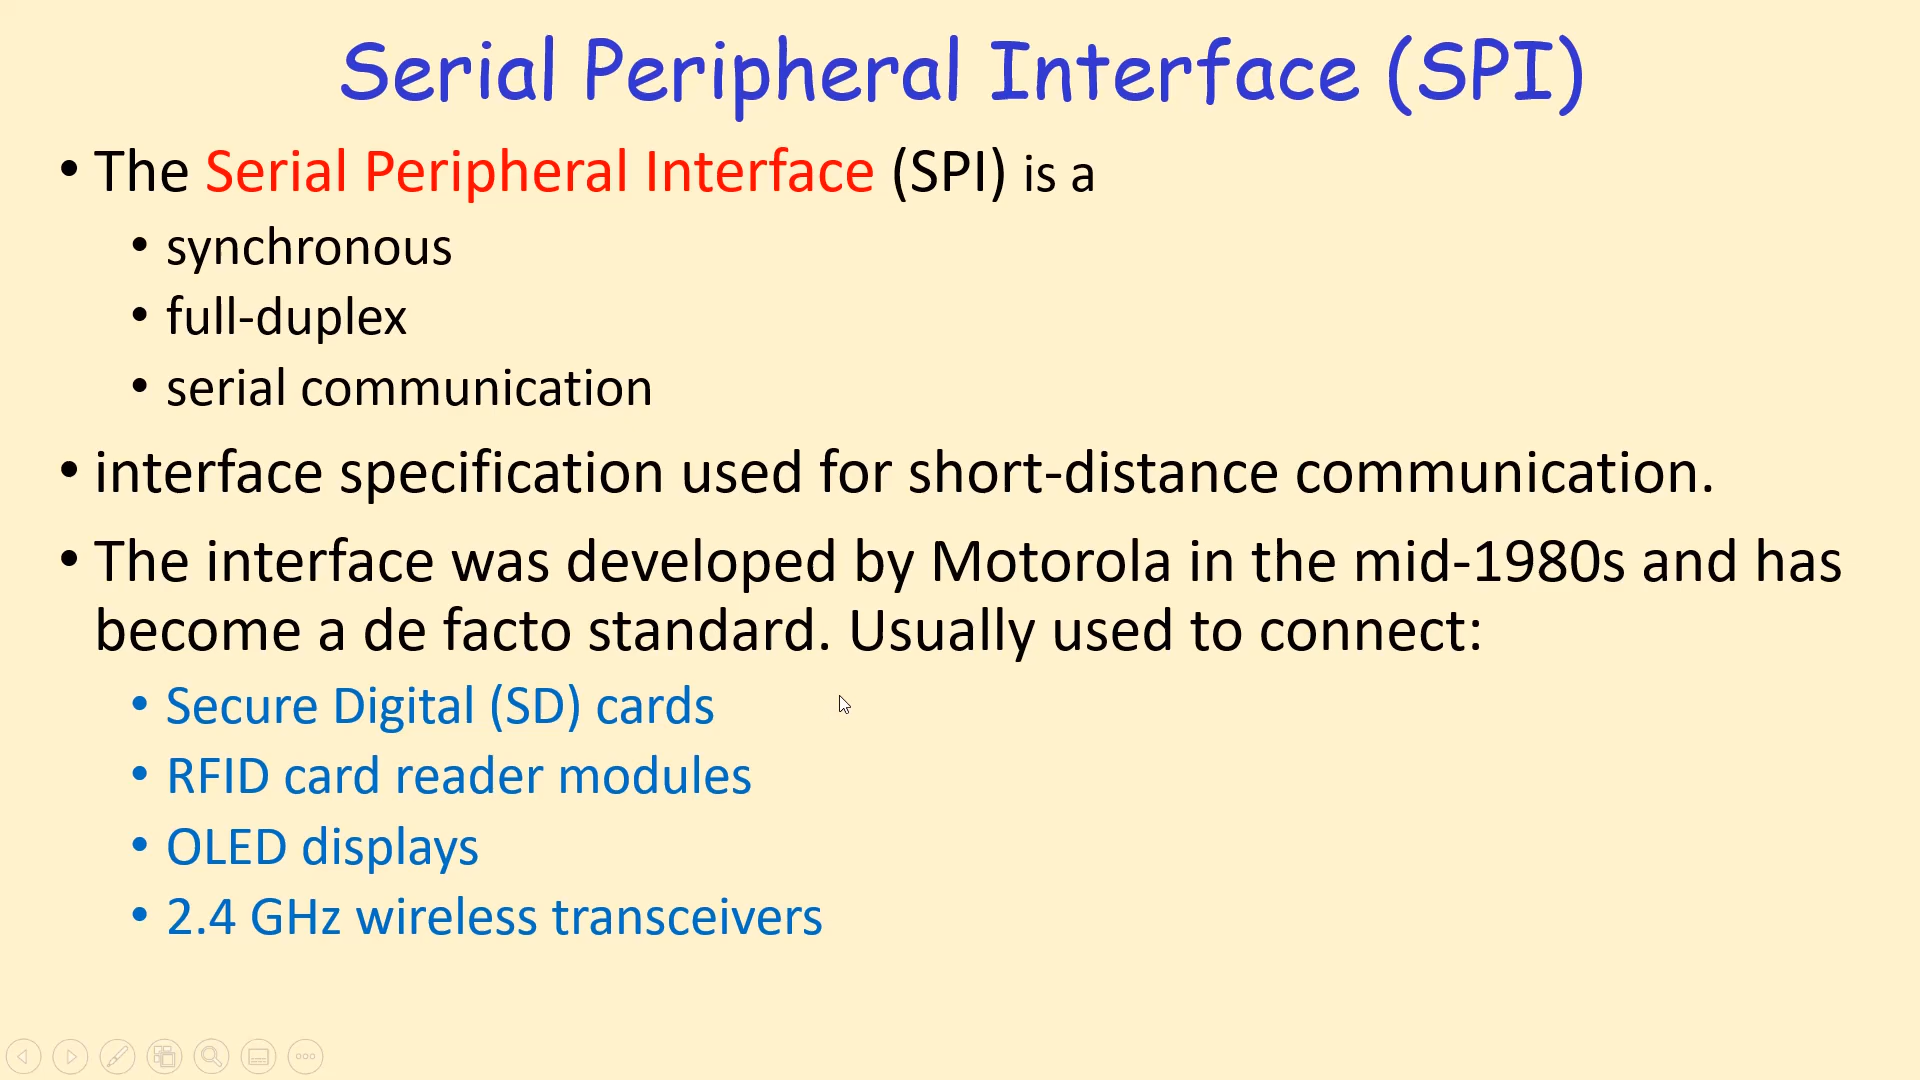 Serial Peripheral Interface (SPI)
• The Serial Peripheral Interface (SPI) is a
• synchronous
• full-duplex
• serial communication
• interface specification used for short-distance communication.
• The interface was developed by Motorola in the mid-1980s and has
become a de facto standard. Usually used to connect:
• Secure Digital (SD) cards
• RFID card reader modules
• OLED displays
• 2.4 GHz wireless transceivers